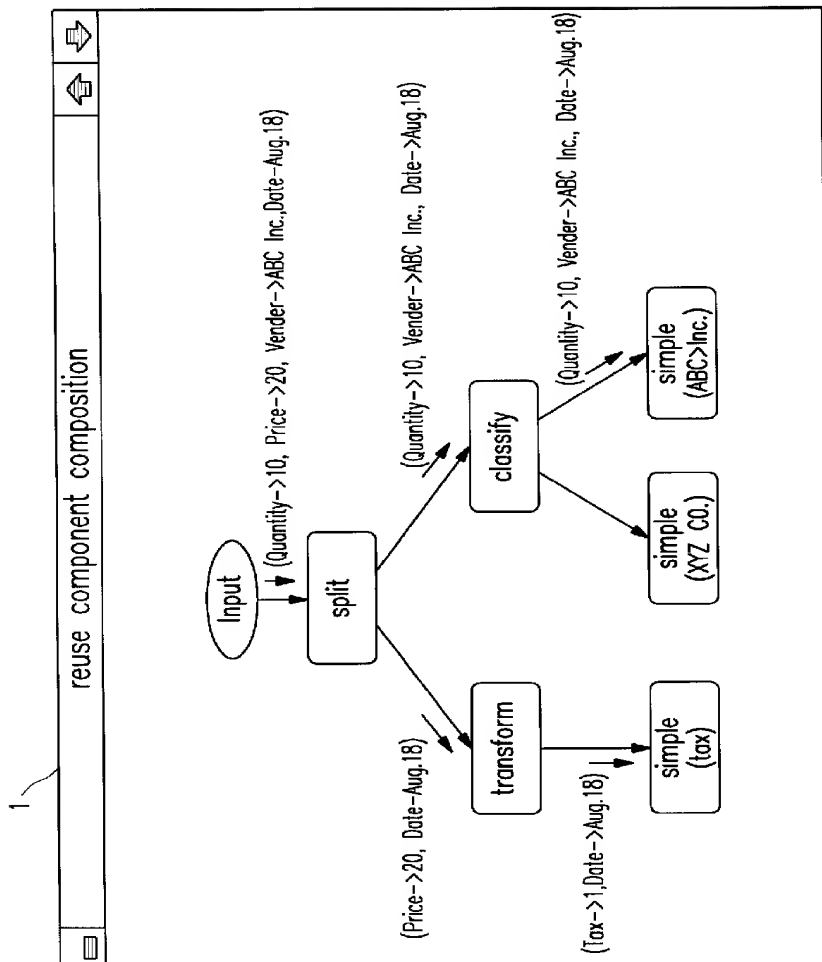 1
reuse component composition
Input
(Quantity->10, Price->20, Vender->ABC Inc.,Date-Aug.18)
split
(Price->20, Date-Aug.18)
(Quantity->10, Vender->ABC Inc., Date->Aug.18)
transform
classify
(Tax->1,Date->Aug.18)
(Quantity->10, Vender->ABC Inc., Date->Aug.18)
simple
(tax)
simple
(XYZ CO.)
simple
(ABC>Inc.)